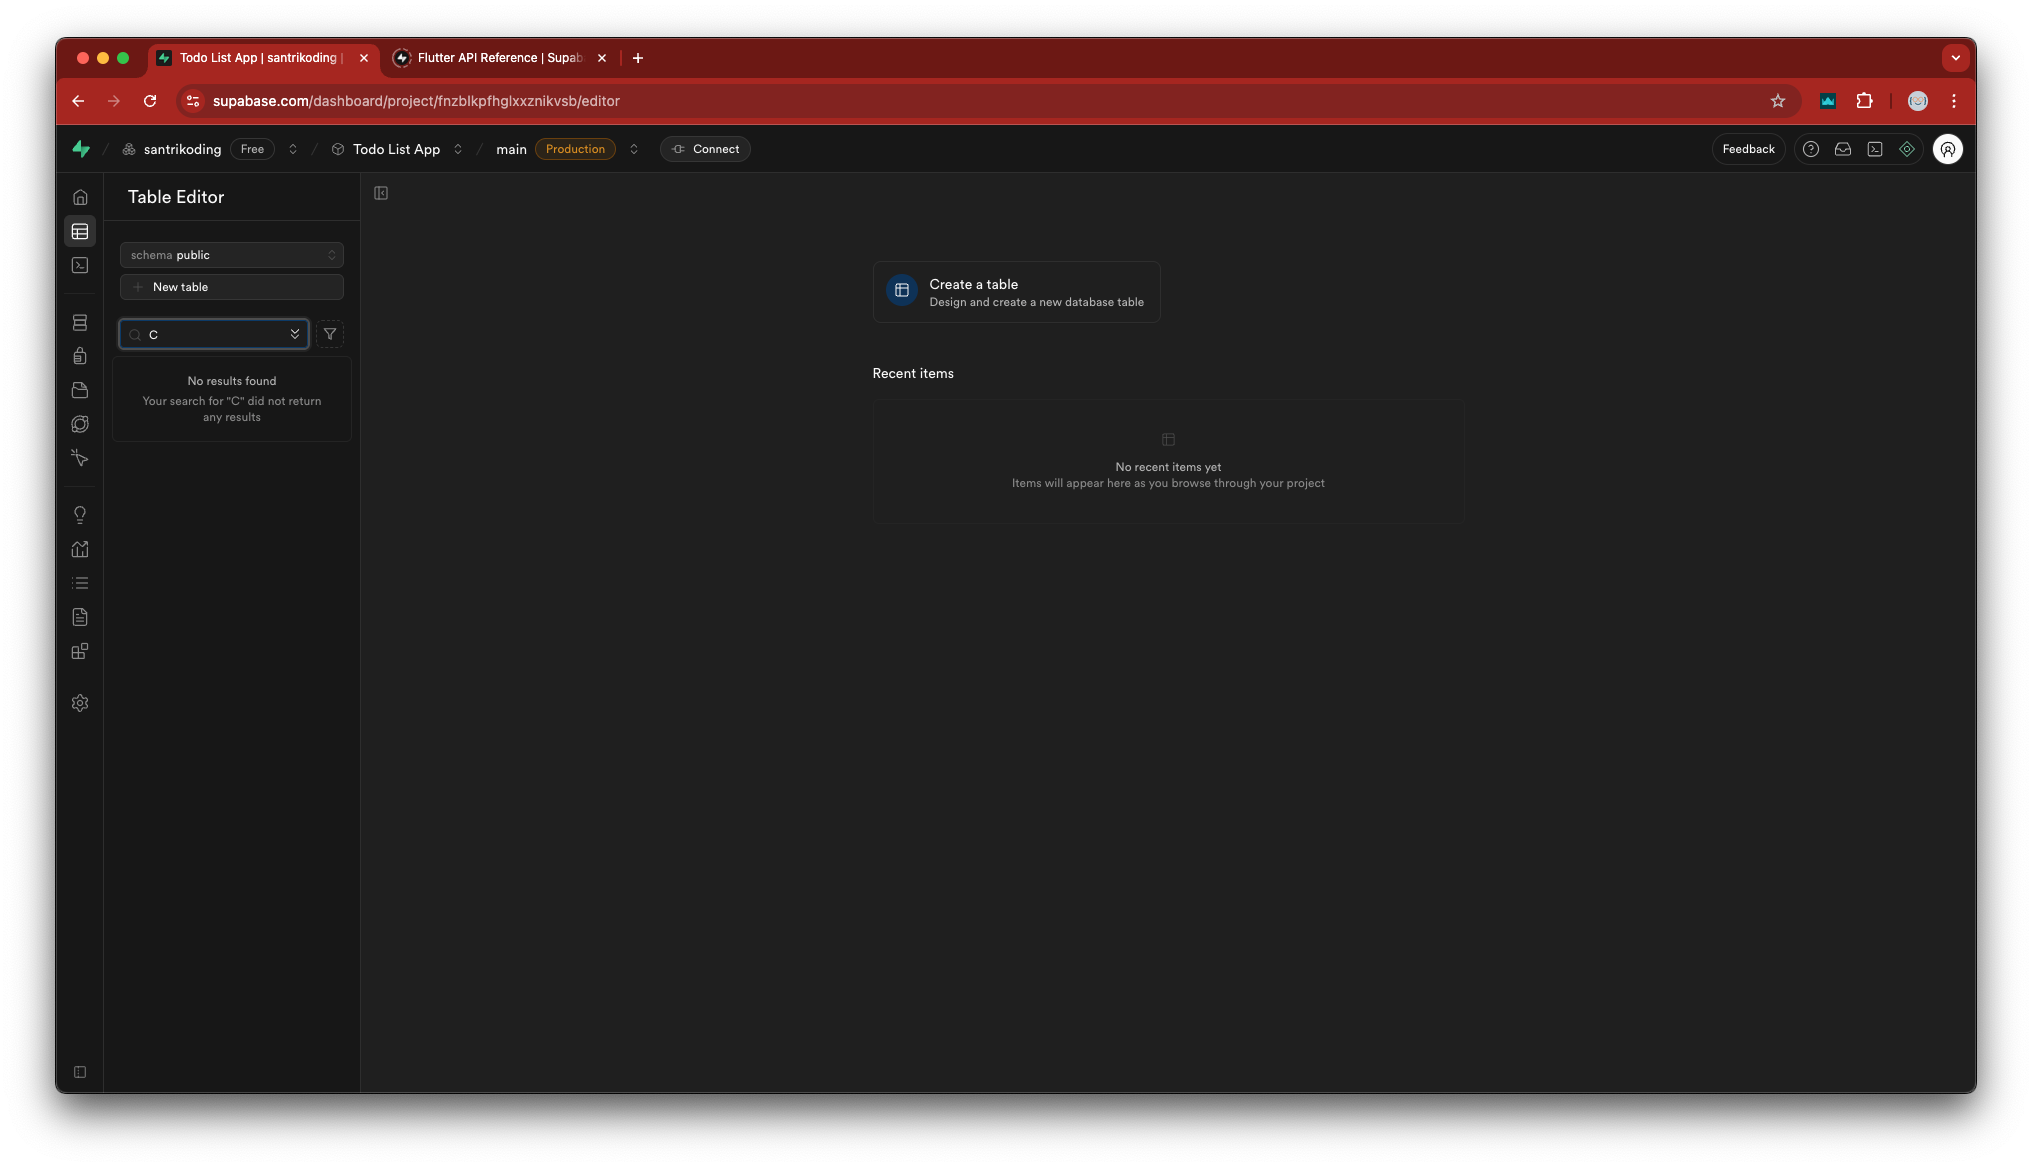 Todo List App | santrikoding |
Flutter API Reference | Supab
supabase.com/dashboard/project/fnzblkpfhglxxznikvsb/editor
santrikoding Free / Todo List App / main Production Connect
Feedback
Table Editor
schema public
New table
C
No results found
Your search for "C" did not return
any results
Create a table
Design and create a new database table
Recent items
No recent items yet
Items will appear here as you browse through your project